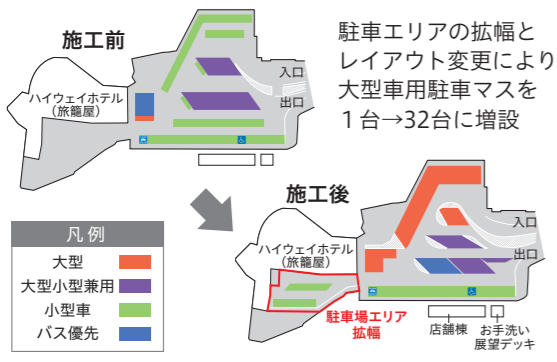 施工前
駐車エリアの拡幅と
レイアウト変更により
大型車用駐車マスを
1台→32台に増設
入口
出口
ハイウェイホテル
（旅籠屋）
施工後
入口
出口
ハイウェイホテル
（旅籠屋）
駐車場エリア
拡幅
店舗棟
お手洗い
展望デッキ
凡例
大型
大型小型兼用
小型車
バス優先